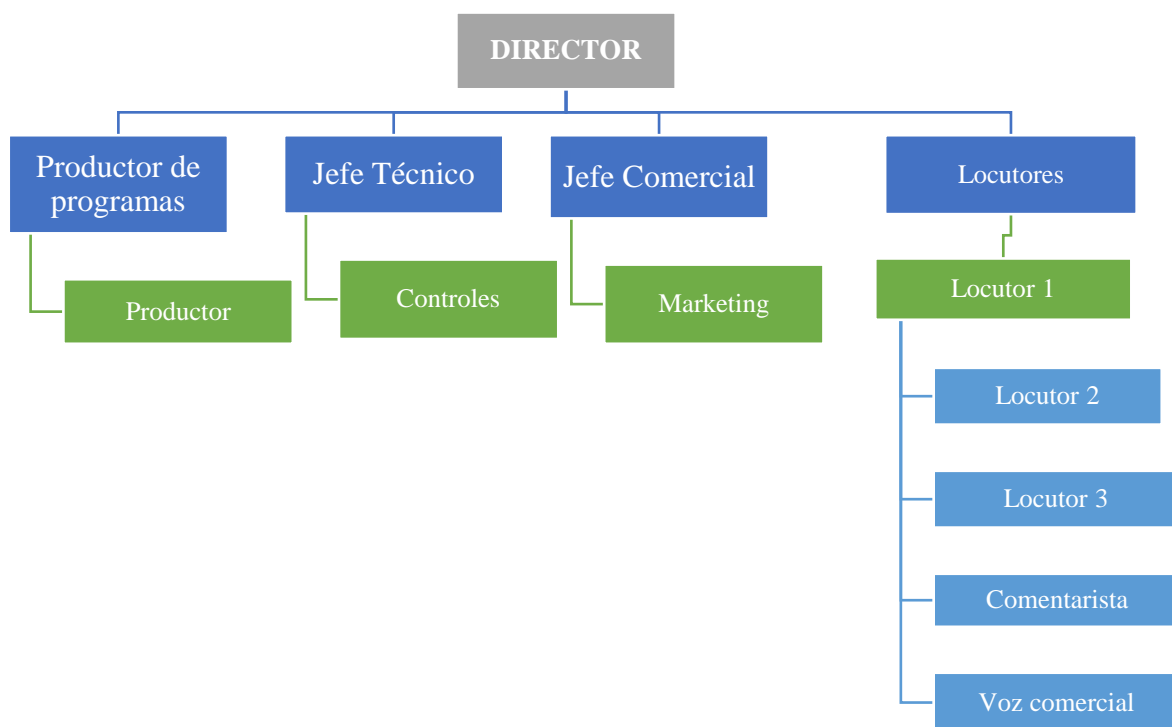 DIRECTOR
Productor de
programas
Jefe Técnico
Jefe Comercial
Locutores
Productor
Controles
Marketing
Locutor 1
Locutor 2
Locutor 3
Comentarista
Voz comercial